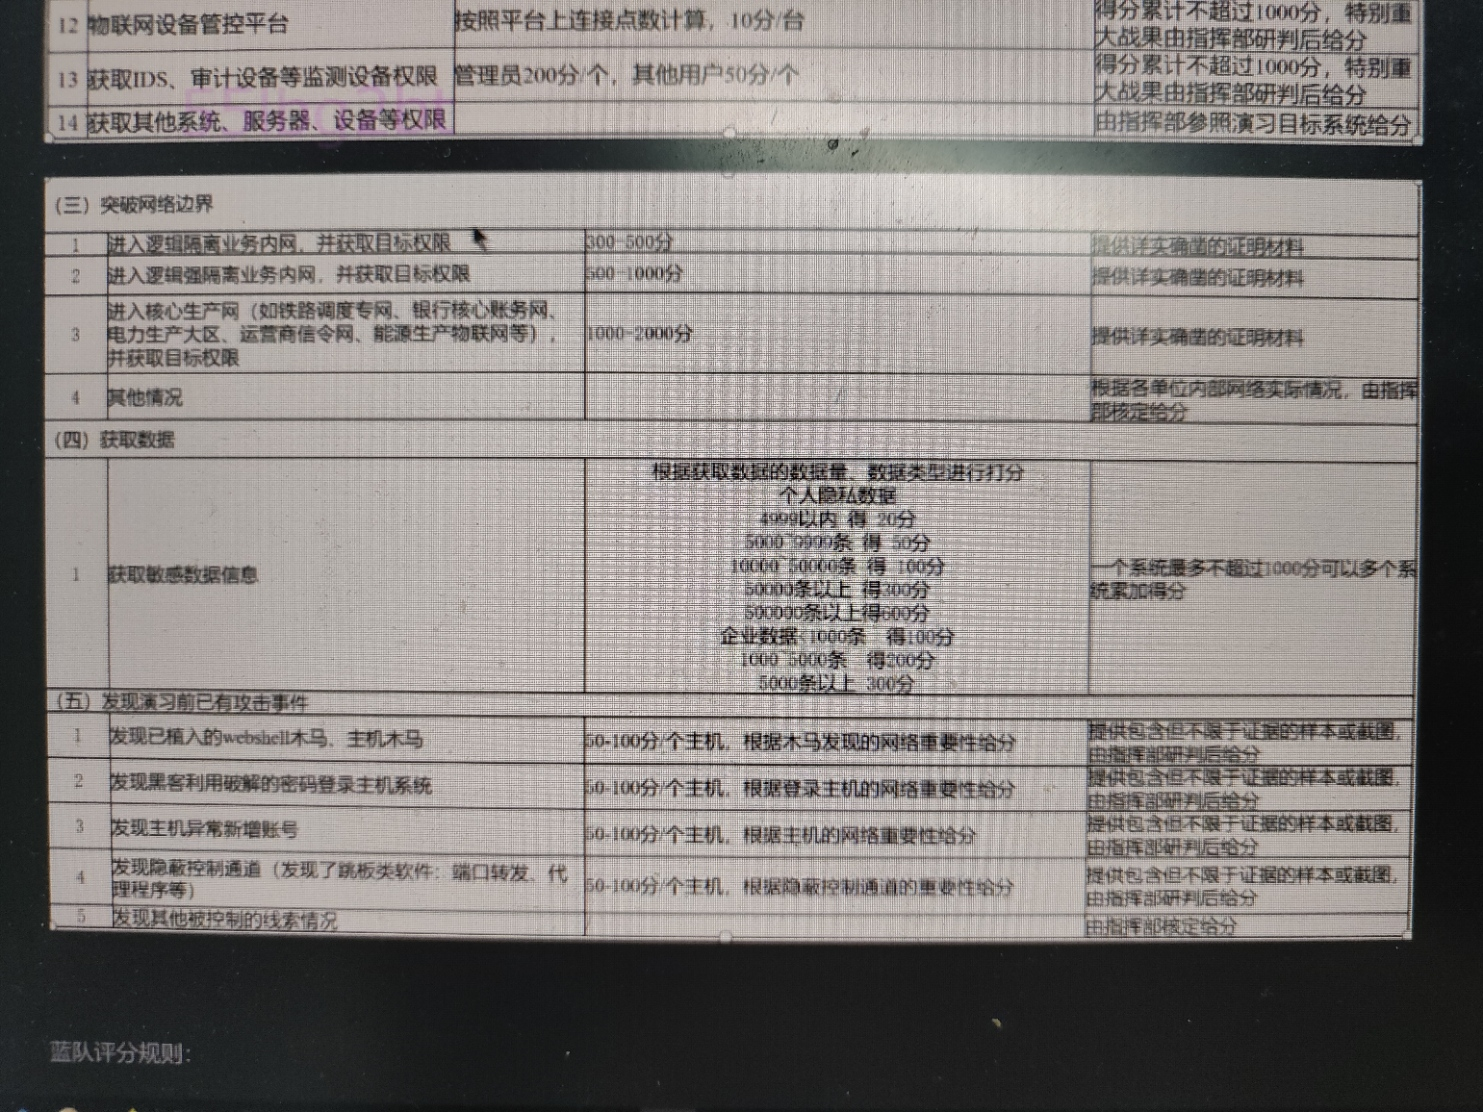 12 物联网设备管控平台 按照平台上连接点数计算，10分/台 得分累计不超过1000分，特别重
大战果由指挥部研判后给分
13 获取IDS、审计设备等监测设备权限 管理员200分/个，其他用户50分/个 得分累计不超过1000分，特别重
大战果由指挥部研判后给分
14 获取其他系统、服务器、设备等权限 由指挥部参照演习目标系统给分
（三）突破网络边界
1 进入逻辑隔离业务内网，并获取目标权限 300-500分 提供详实确凿的证明材料
2 进入逻辑强隔离业务内网，并获取目标权限 500-1000分 提供详实确凿的证明材料
3 进入核心生产网（如铁路调度专网、银行核心账务网、
电力生产大区、运营商信令网、能源生产物联网等），
并获取目标权限
1000-2000分
提供详实确凿的证明材料
4 其他情况 / 根据各单位内部网络实际情况，由指挥
部核定给分
（四）获取数据
1 获取敏感数据信息
根据获取数据的数据量、数据类型进行打分
个人隐私数据
4999以内 得 20分
5000-9999条 得 50分
10000-50000条 得 100分
50000条以上 得300分
500000条以上得600分
企业数据<1000条 得100分
1000-5000条 得200分
5000条以上 300分
一个系统最多不超过1000分可以多个系
统累加得分
（五）发现演习前已有攻击事件
1 发现已植入的webshell木马、主机木马 50-100分/个主机，根据木马发现的网络重要性给分 提供包含但不限于证据的样本或截图，
由指挥部研判后给分
2 发现黑客利用破解的密码登录主机系统 50-100分/个主机，根据登录主机的网络重要性给分 提供包含但不限于证据的样本或截图，
由指挥部研判后给分
3 发现主机异常新增账号 50-100分/个主机，根据主机的网络重要性给分 提供包含但不限于证据的样本或截图，
由指挥部研判后给分
4 发现隐蔽控制通道（发现了跳板类软件：端口转发、代
理程序等）
50-100分/个主机，根据隐蔽控制通道的重要性给分
提供包含但不限于证据的样本或截图，
由指挥部研判后给分
5 发现其他被控制的线索情况 / 由指挥部核定给分
蓝队评分规则：